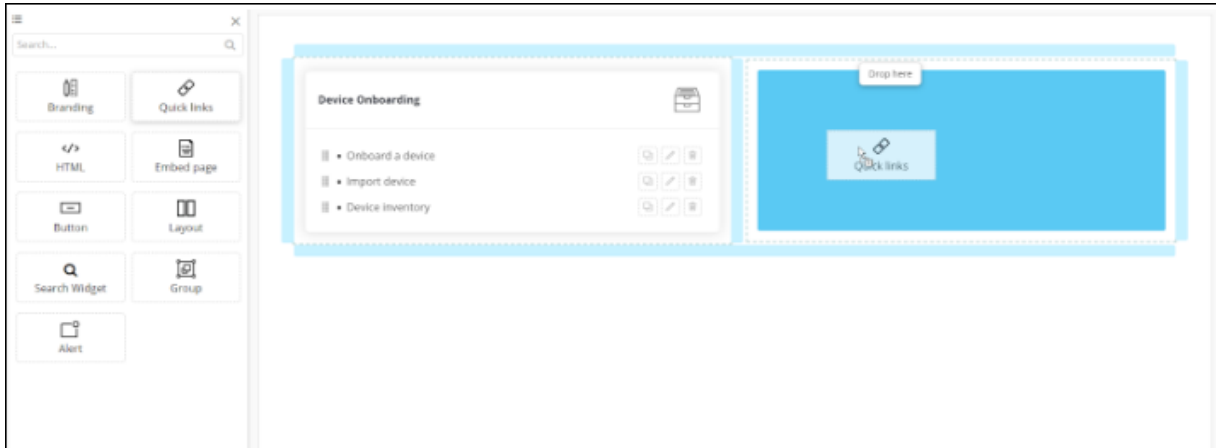 Search...
Branding
Quick links
HTML
Embed page
Button
Layout
Search Widget
Group
Alert
Device Onboarding
• Onboard a device
• Import device
• Device inventory
Drop here
Quick links